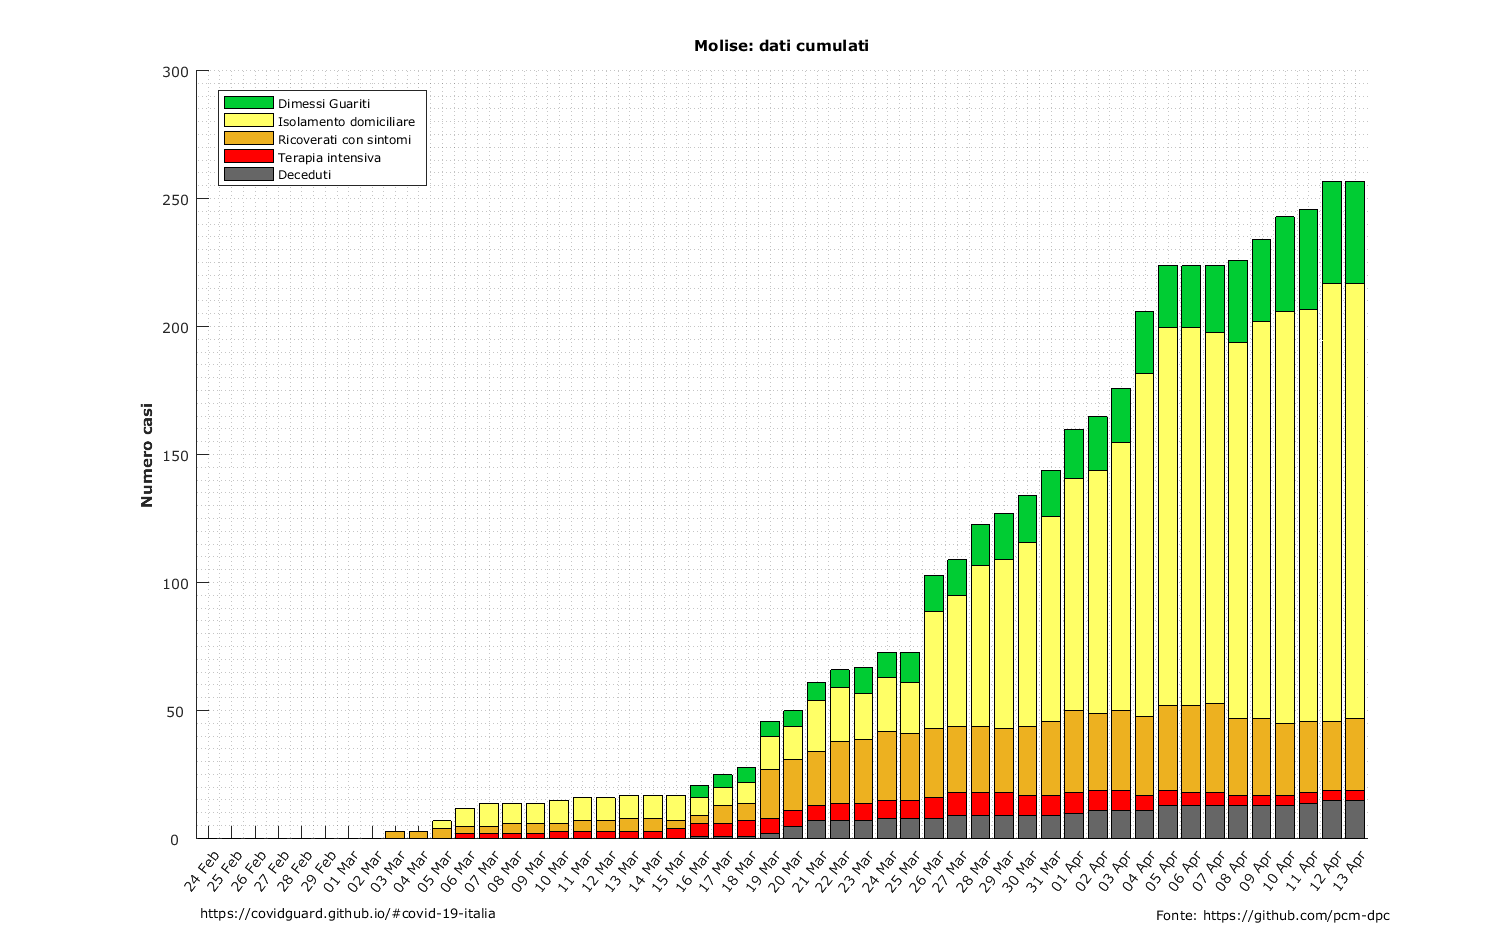 Molise: dati cumulati
300
250
200
150
100
50
0
Numero casi
Dimessi Guariti
Isolamento domiciliare
Ricoverati con sintomi
Terapia intensiva
Deceduti
24 Feb
25 Feb
26 Feb
27 Feb
28 Feb
29 Feb
01 Mar
02 Mar
03 Mar
04 Mar
05 Mar
06 Mar
07 Mar
08 Mar
09 Mar
10 Mar
11 Mar
12 Mar
13 Mar
14 Mar
15 Mar
16 Mar
17 Mar
18 Mar
19 Mar
20 Mar
21 Mar
22 Mar
23 Mar
24 Mar
25 Mar
26 Mar
27 Mar
28 Mar
29 Mar
30 Mar
31 Mar
01 Apr
02 Apr
03 Apr
04 Apr
05 Apr
06 Apr
07 Apr
08 Apr
09 Apr
10 Apr
11 Apr
12 Apr
13 Apr
https://covidguard.github.io/#covid-19-italia
Fonte: https://github.com/pcm-dpc